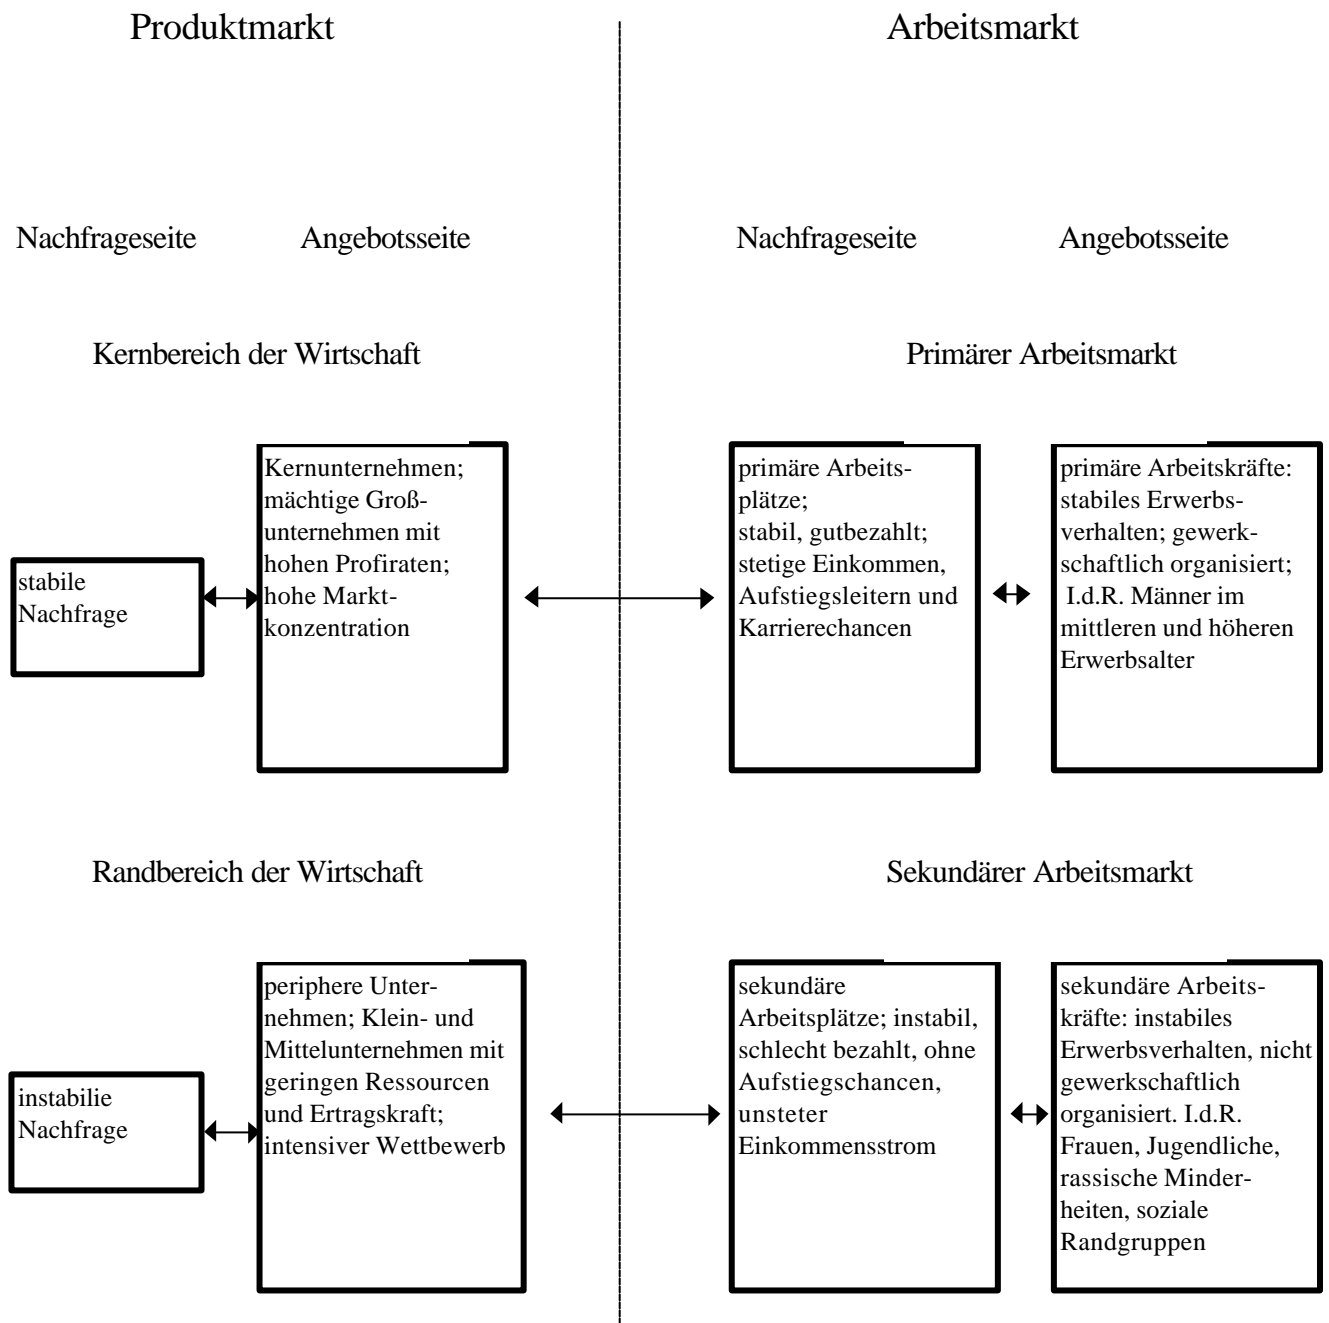 Produktmarkt
Arbeitsmarkt
Nachfrageseite
Angebotsseite
Nachfrageseite
Angebotsseite
Kernbereich der Wirtschaft
Primärer Arbeitsmarkt
stabile
Nachfrage
Kernunternehmen;
mächtige Groß-
unternehmen mit
hohen Profiraten;
hohe Markt-
konzentration
primäre Arbeits-
plätze;
stabil, gutbezahlt;
stetige Einkommen,
Aufstiegsleitern und
Karrierechancen
primäre Arbeitskräfte:
stabiles Erwerbs-
verhalten; gewerk-
schaftlich organisiert;
I.d.R. Männer im
mittleren und höheren
Erwerbsalter
Randbereich der Wirtschaft
Sekundärer Arbeitsmarkt
instabilie
Nachfrage
periphere Unter-
nehmen; Klein- und
Mittelunternehmen mit
geringen Ressourcen
und Ertragskraft;
intensiver Wettbewerb
sekundäre
Arbeitsplätze; instabil,
schlecht bezahlt, ohne
Aufstiegschancen,
unsteter
Einkommensstrom
sekundäre Arbeits-
kräfte: instabiles
Erwerbsverhalten, nicht
gewerkschaftlich
organisiert. I.d.R.
Frauen, Jugendliche,
rassische Minder-
heiten, soziale
Randgruppen